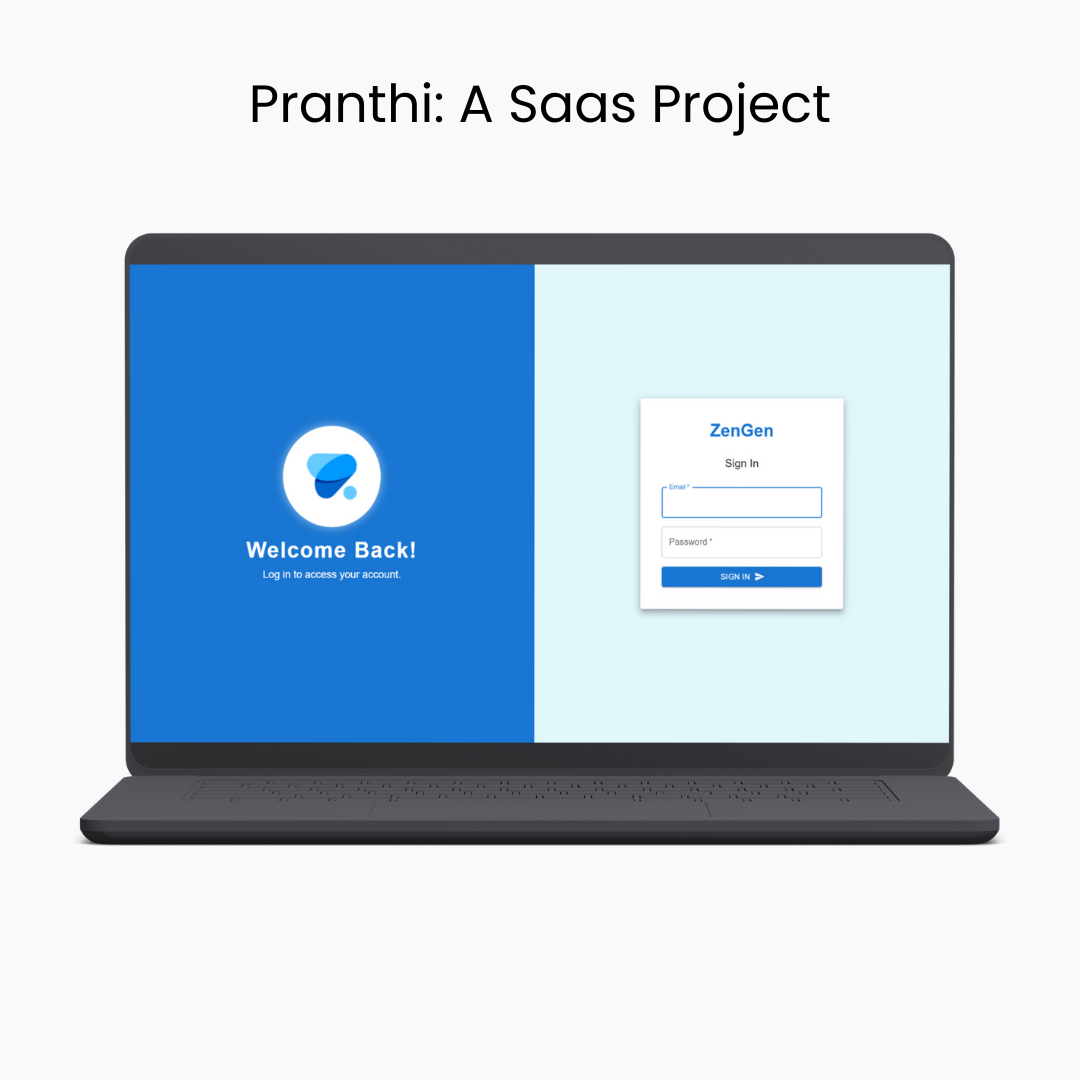 Pranthi: A Saas Project
Welcome Back!
Log in to access your account.
ZenGen
Sign In
Email *
Password *
SIGN IN